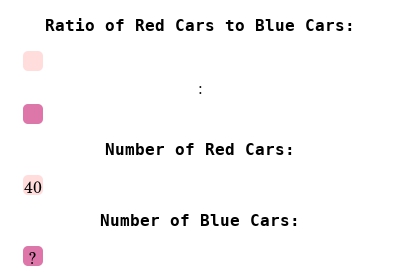 Ratio of Red Cars to Blue Cars:
:
Number of Red Cars:
40
Number of Blue Cars:
?